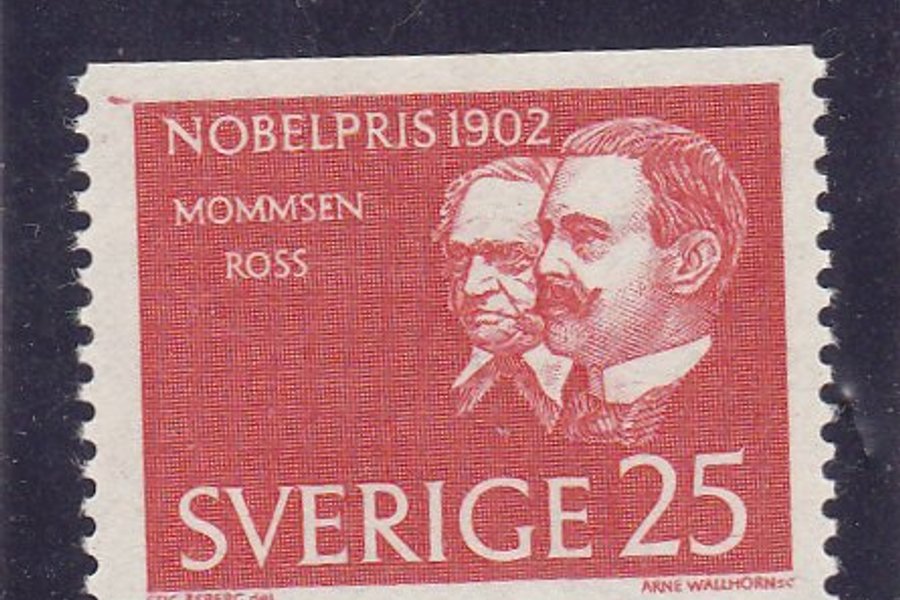 NOBELPRIS 1902
MOMMSEN
ROSS
SVERIGE 25
ARNE WALLHORN SC